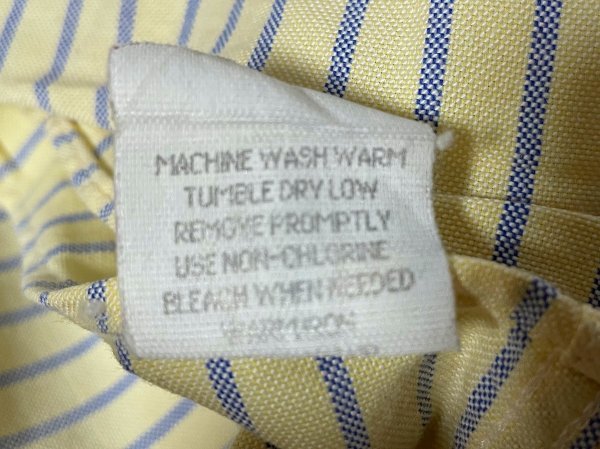 MACHINE WASH WARM
TUMBLE DRY LOW
REMOVE PROMPTLY
USE NON-CHLORINE
BLEACH WHEN NEEDED
WARM IRON